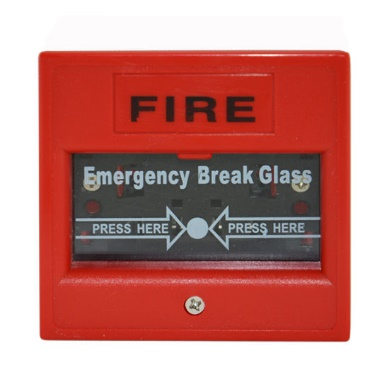 FIRE
Emergency Break Glass
PRESS HERE PRESS HERE